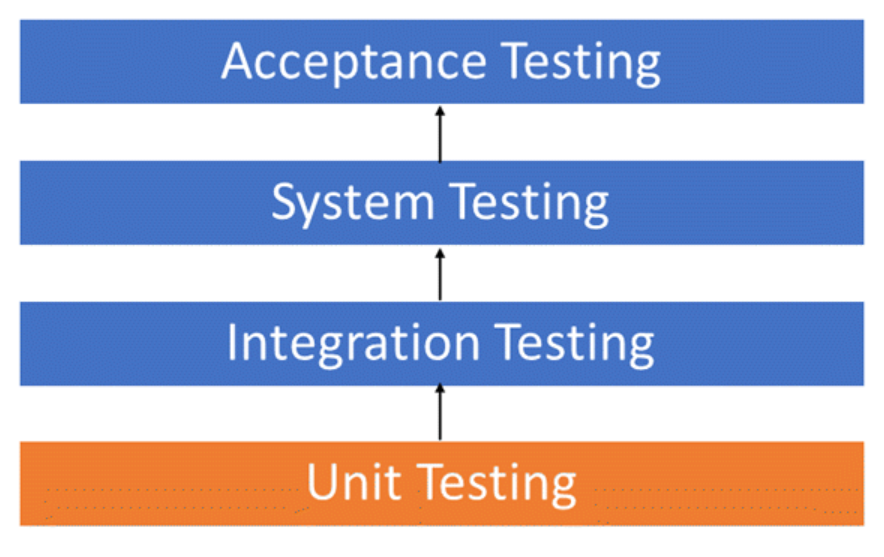 Acceptance Testing
System Testing
Integration Testing
Unit Testing